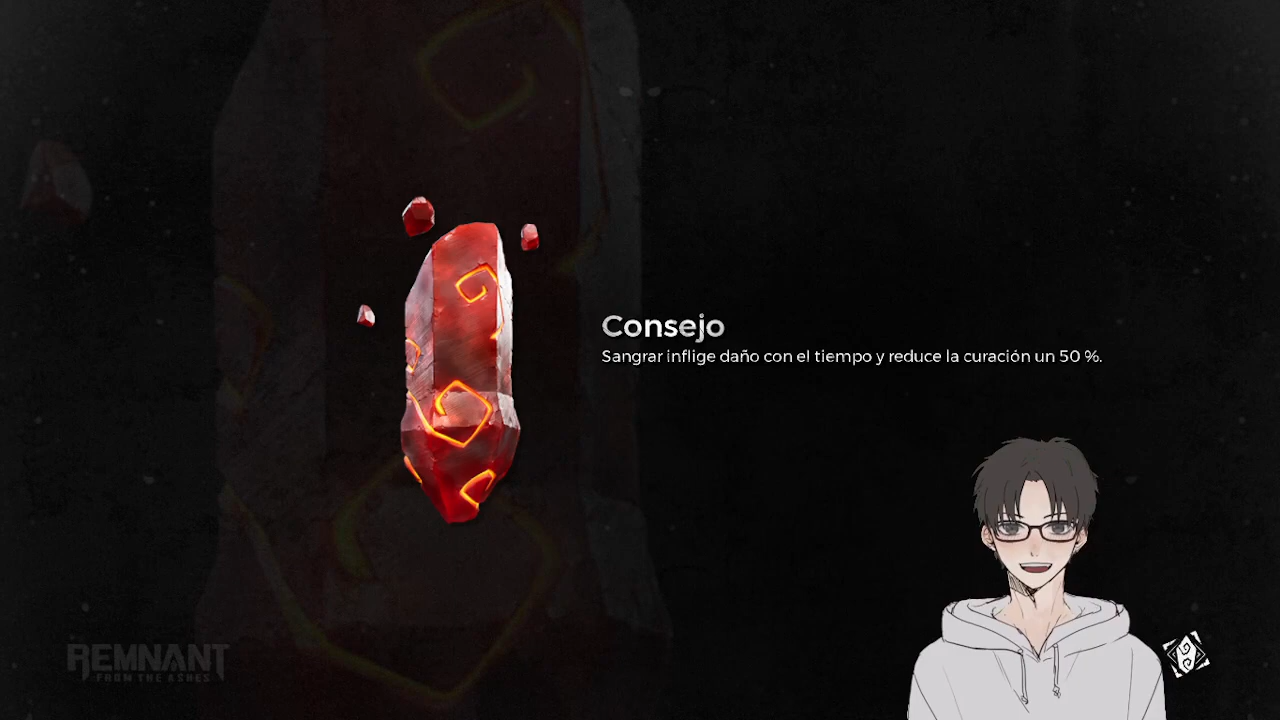 Consejo
Sangrar inflige daño con el tiempo y reduce la curación un 50 %.
REMNANT
FROM THE ASHES